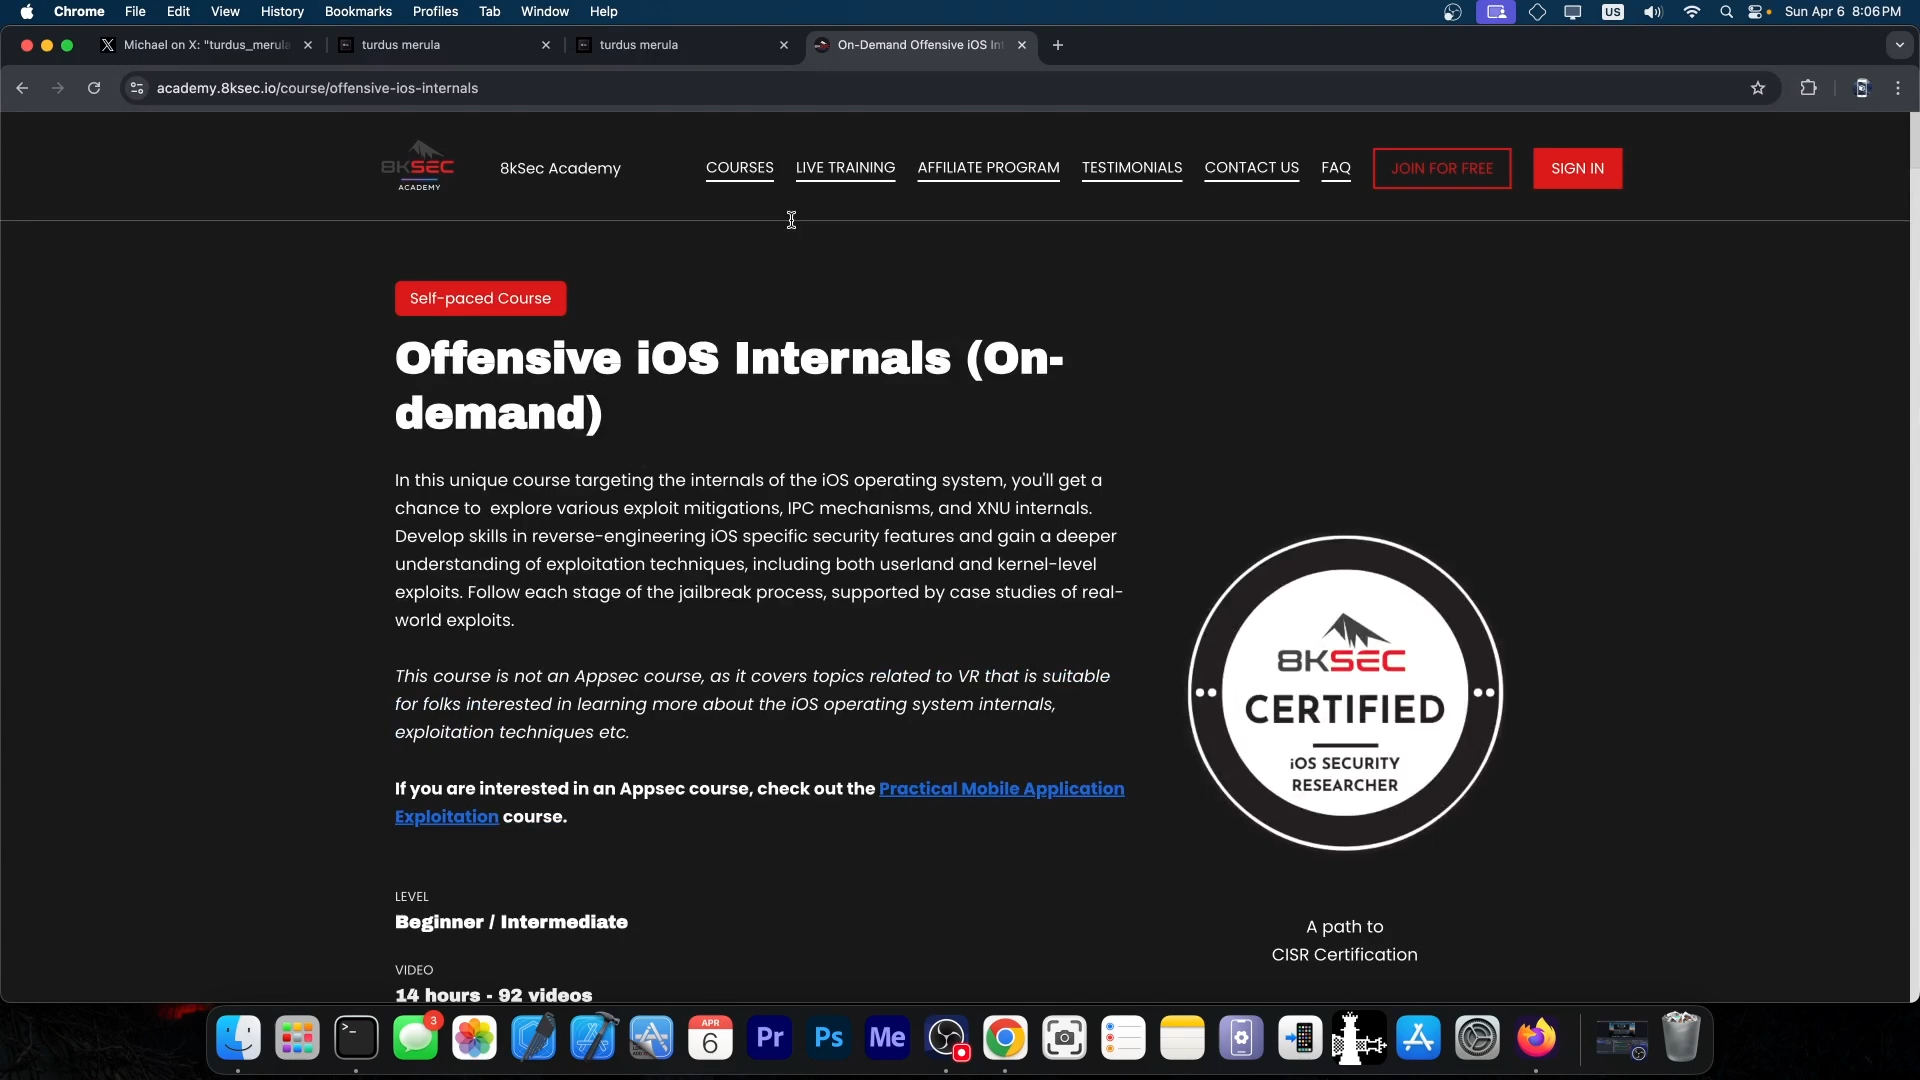 Chrome File Edit View History Bookmarks Profiles Tab Window Help US Sun Apr 6 8:06 PM
Michael on X: "turdus_merula turdus merula turdus merula On-Demand Offensive iOS Int
academy.8ksec.io/course/offensive-ios-internals
8KSEC
ACADEMY
8kSec Academy COURSES LIVE TRAINING AFFILIATE PROGRAM TESTIMONIALS CONTACT US FAQ JOIN FOR FREE SIGN IN
Self-paced Course
Offensive iOS Internals (On-
demand)
In this unique course targeting the internals of the iOS operating system, you'll get a
chance to explore various exploit mitigations, IPC mechanisms, and XNU internals.
Develop skills in reverse-engineering iOS specific security features and gain a deeper
understanding of exploitation techniques, including both userland and kernel-level
exploits. Follow each stage of the jailbreak process, supported by case studies of real-
world exploits.
This course is not an Appsec course, as it covers topics related to VR that is suitable
for folks interested in learning more about the iOS operating system internals,
exploitation techniques etc.
If you are interested in an Appsec course, check out the Practical Mobile Application
Exploitation course.
LEVEL
Beginner / Intermediate
VIDEO
14 hours - 92 videos
8KSEC
CERTIFIED
iOS SECURITY
RESEARCHER
A path to
CISR Certification
3
APR
6
Pr
Ps
Me